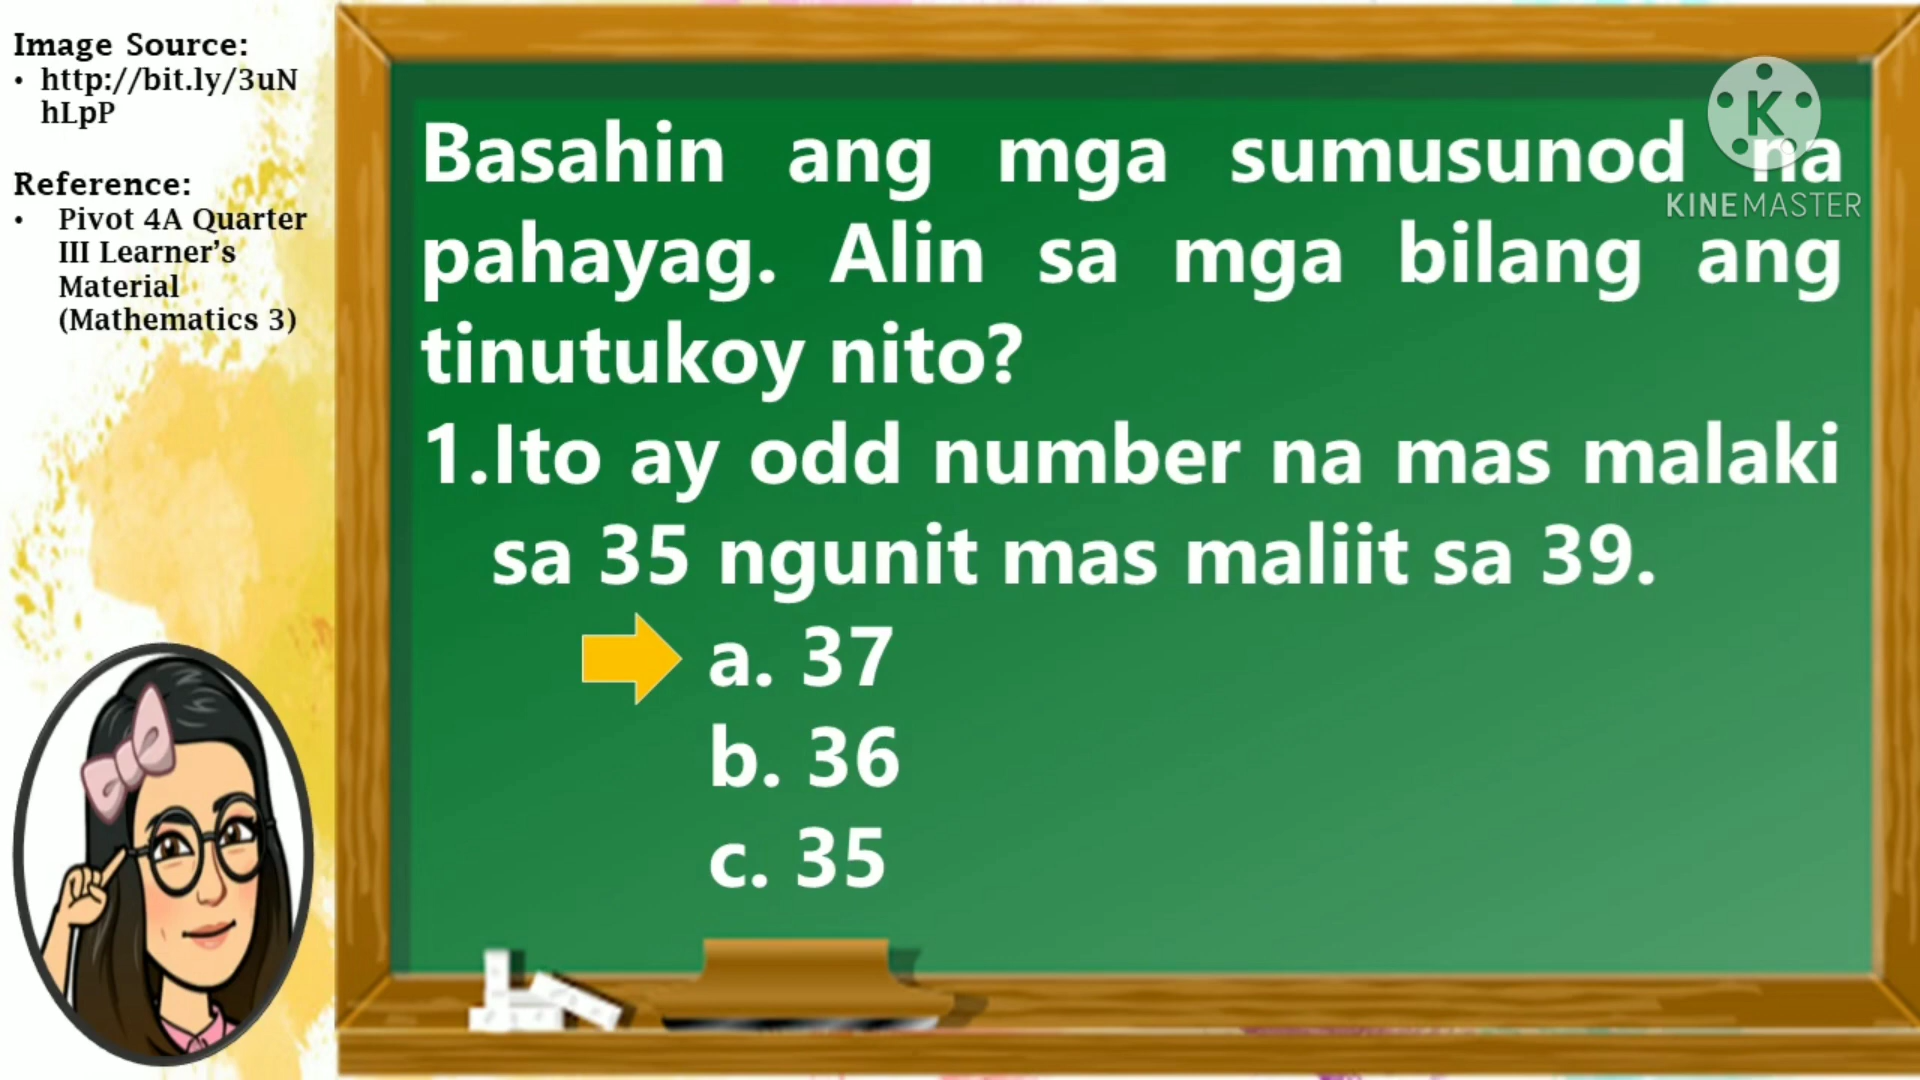 Image Source:
• http://bit.ly/3uN
hLpP
Reference:
• Pivot 4A Quarter
III Learner's
Material
(Mathematics 3)
Basahin ang mga sumusunod na
pahayag. Alin sa mga bilang ang
tinutukoy nito?
1.Ito ay odd number na mas malaki
sa 35 ngunit mas maliit sa 39.
a. 37
b. 36
c. 35
K
KINEMASTER